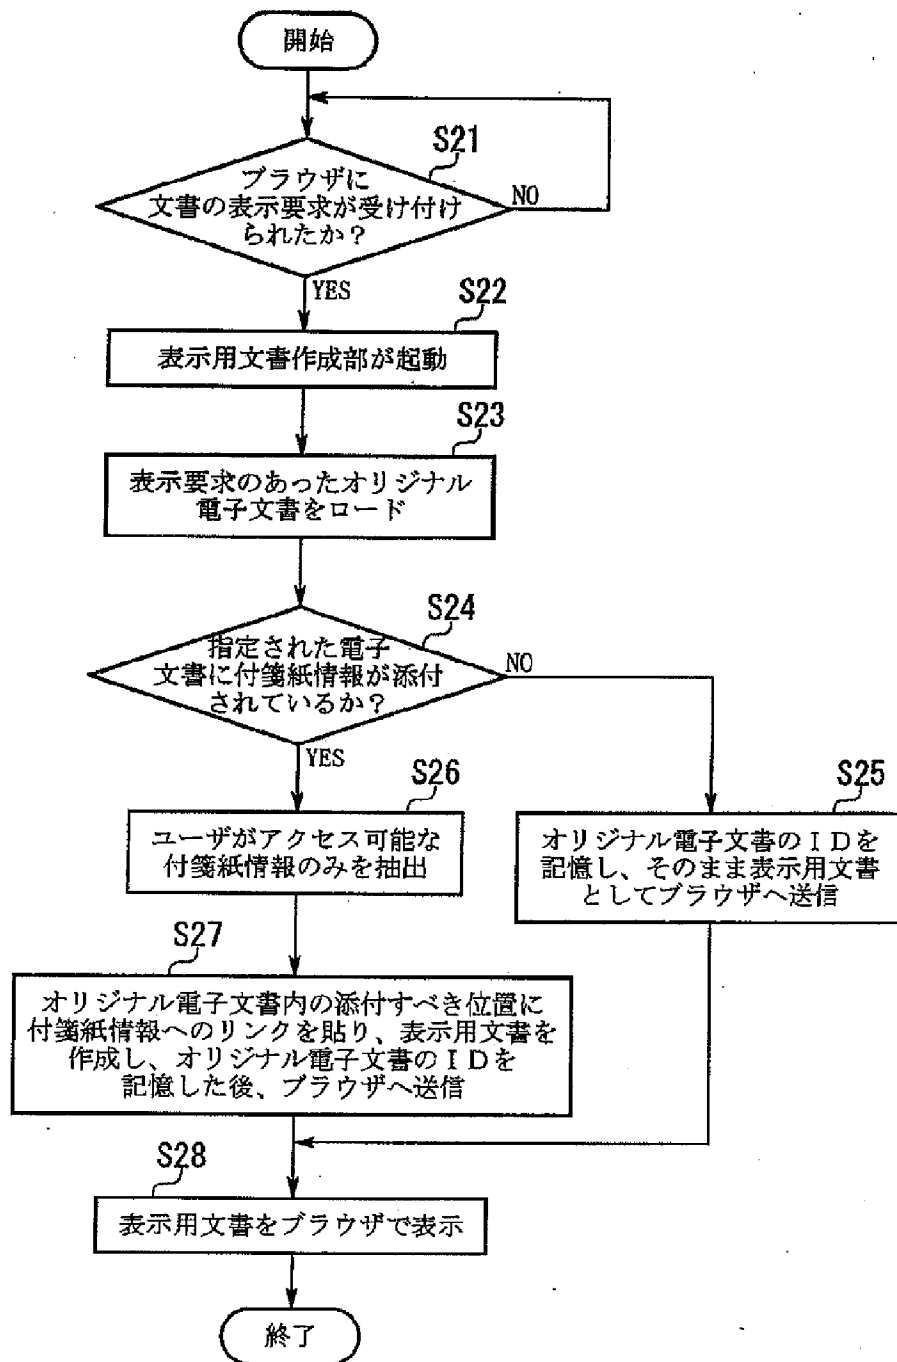 開始
S21
ブラウザに
文書の表示要求が受け付け
られたか？
NO
YES
S22
表示用文書作成部が起動
S23
表示要求のあったオリジナル
電子文書をロード
S24
指定された電子
文書に付箋紙情報が添付
されているか？
NO
YES
S26
ユーザがアクセス可能な
付箋紙情報のみを抽出
S25
オリジナル電子文書のＩＤを
記憶し、そのまま表示用文書
としてブラウザへ送信
S27
オリジナル電子文書内の添付すべき位置に
付箋紙情報へのリンクを貼り、表示用文書を
作成し、オリジナル電子文書のＩＤを
記憶した後、ブラウザへ送信
S28
表示用文書をブラウザで表示
終了